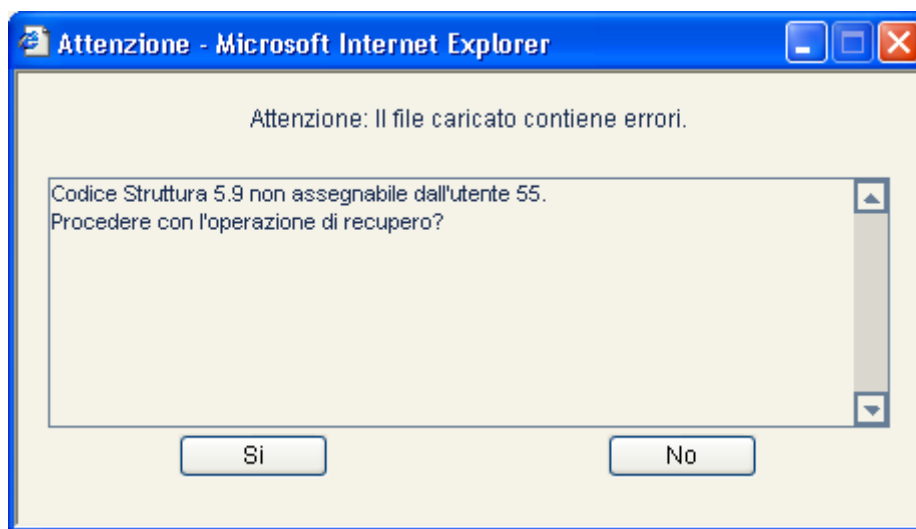 Attenzione - Microsoft Internet Explorer
Attenzione: Il file caricato contiene errori.
Codice Struttura 5.9 non assegnabile dall'utente 55.
Procedere con l'operazione di recupero?
Si No